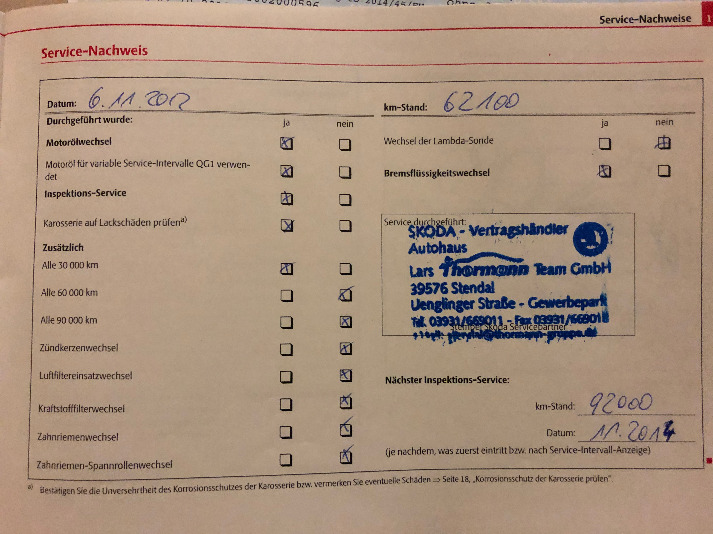 Service-Nachweise 1
Service-Nachweis
Datum: 6.11.2012 km-Stand: 62100
Durchgeführt wurde: ja nein ja nein
Motorölwechsel
Wechsel der Lambda-Sonde
Motoröl für variable Service-Intervalle QG1 verwen-
det
Bremsflüssigkeitswechsel
Inspektions-Service
Karosserie auf Lackschäden prüfen a)
Zusätzlich
Alle 30 000 km
Alle 60 000 km
Alle 90 000 km
Zündkerzenwechsel
Luftfiltereinsatzwechsel
Kraftstofffilterwechsel
Zahnriemenwechsel
Zahnriemen-Spannrollenwechsel
Service durchgeführt:
ŠKODA - Vertragshändler
Autohaus
Lars Thormann Team GmbH
39576 Stendal
Uenglinger Straße - Gewerbepark
Tel. 03931/669011 - Fax 03931/669018
Stempel Škoda Servicepartner
Nächster Inspektions-Service:
km-Stand: 92000
Datum: 11.2014
(je nachdem, was zuerst eintritt bzw. nach Service-Intervall-Anzeige)
a) Bestätigen Sie die Unversehrtheit des Korrosionsschutzes der Karosserie bzw. vermerken Sie eventuelle Schäden ⇒ Seite 18, „Korrosionsschutz der Karosserie prüfen".